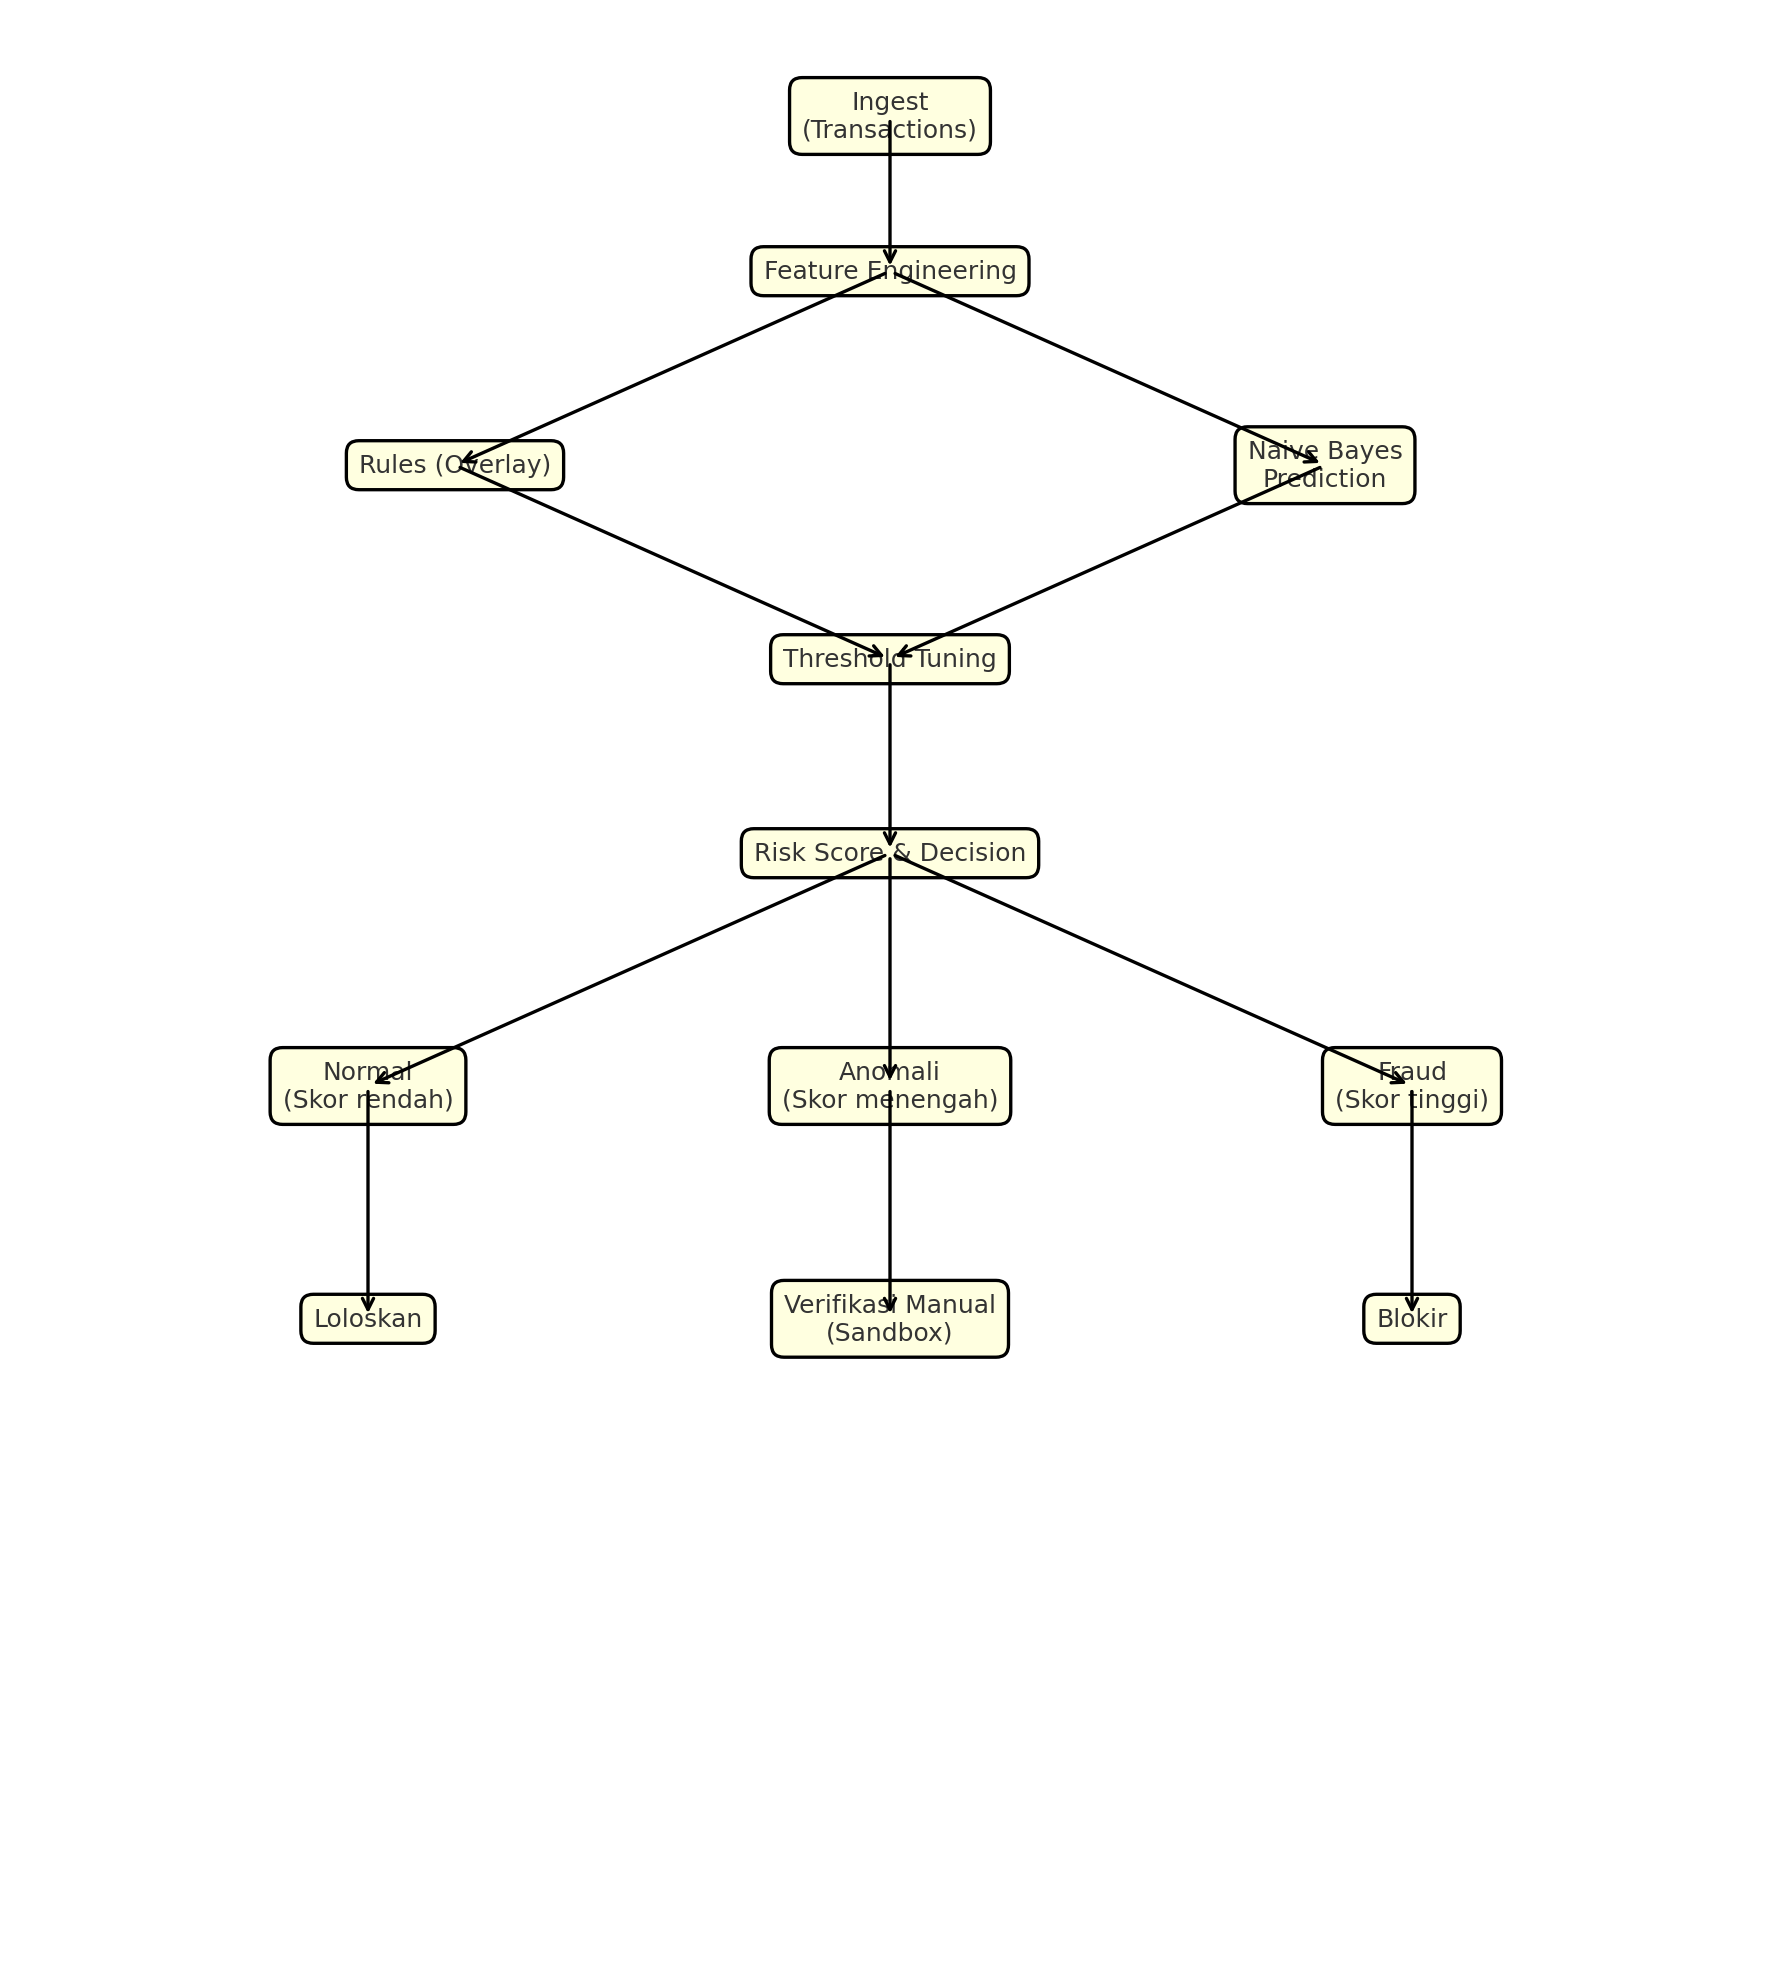 Ingest
(Transactions)
Feature Engineering
Rules (Overlay)
Naive Bayes
Prediction
Threshold Tuning
Risk Score & Decision
Normal
(Skor rendah)
Anomali
(Skor menengah)
Fraud
(Skor tinggi)
Loloskan
Verifikasi Manual
(Sandbox)
Blokir